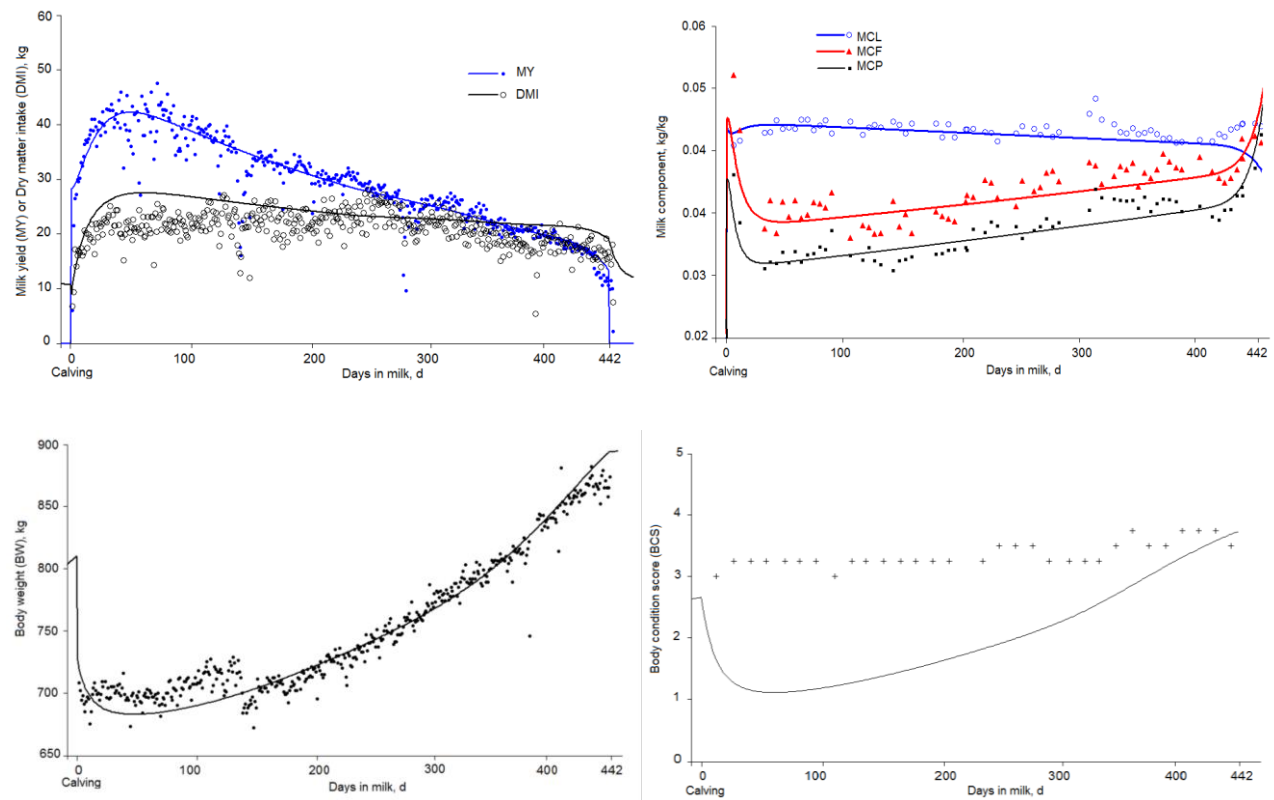 Milk yield (MY) or Dry matter intake (DMI), kg
60
50
40
30
20
10
0
MY
DMI
0
100
200
300
400
442
Calving
Days in milk, d
Milk component, kg/kg
0.06
0.05
0.04
0.04
0.03
0.02
MCL
MCF
MCP
0
100
200
300
400
442
Calving
Days in milk, d
Body weight (BW), kg
900
850
800
750
700
650
0
100
200
300
400
442
Calving
Days in milk, d
Body condition score (BCS)
5
4
3
2
1
0
0
100
200
300
400
442
Calving
Days in milk, d